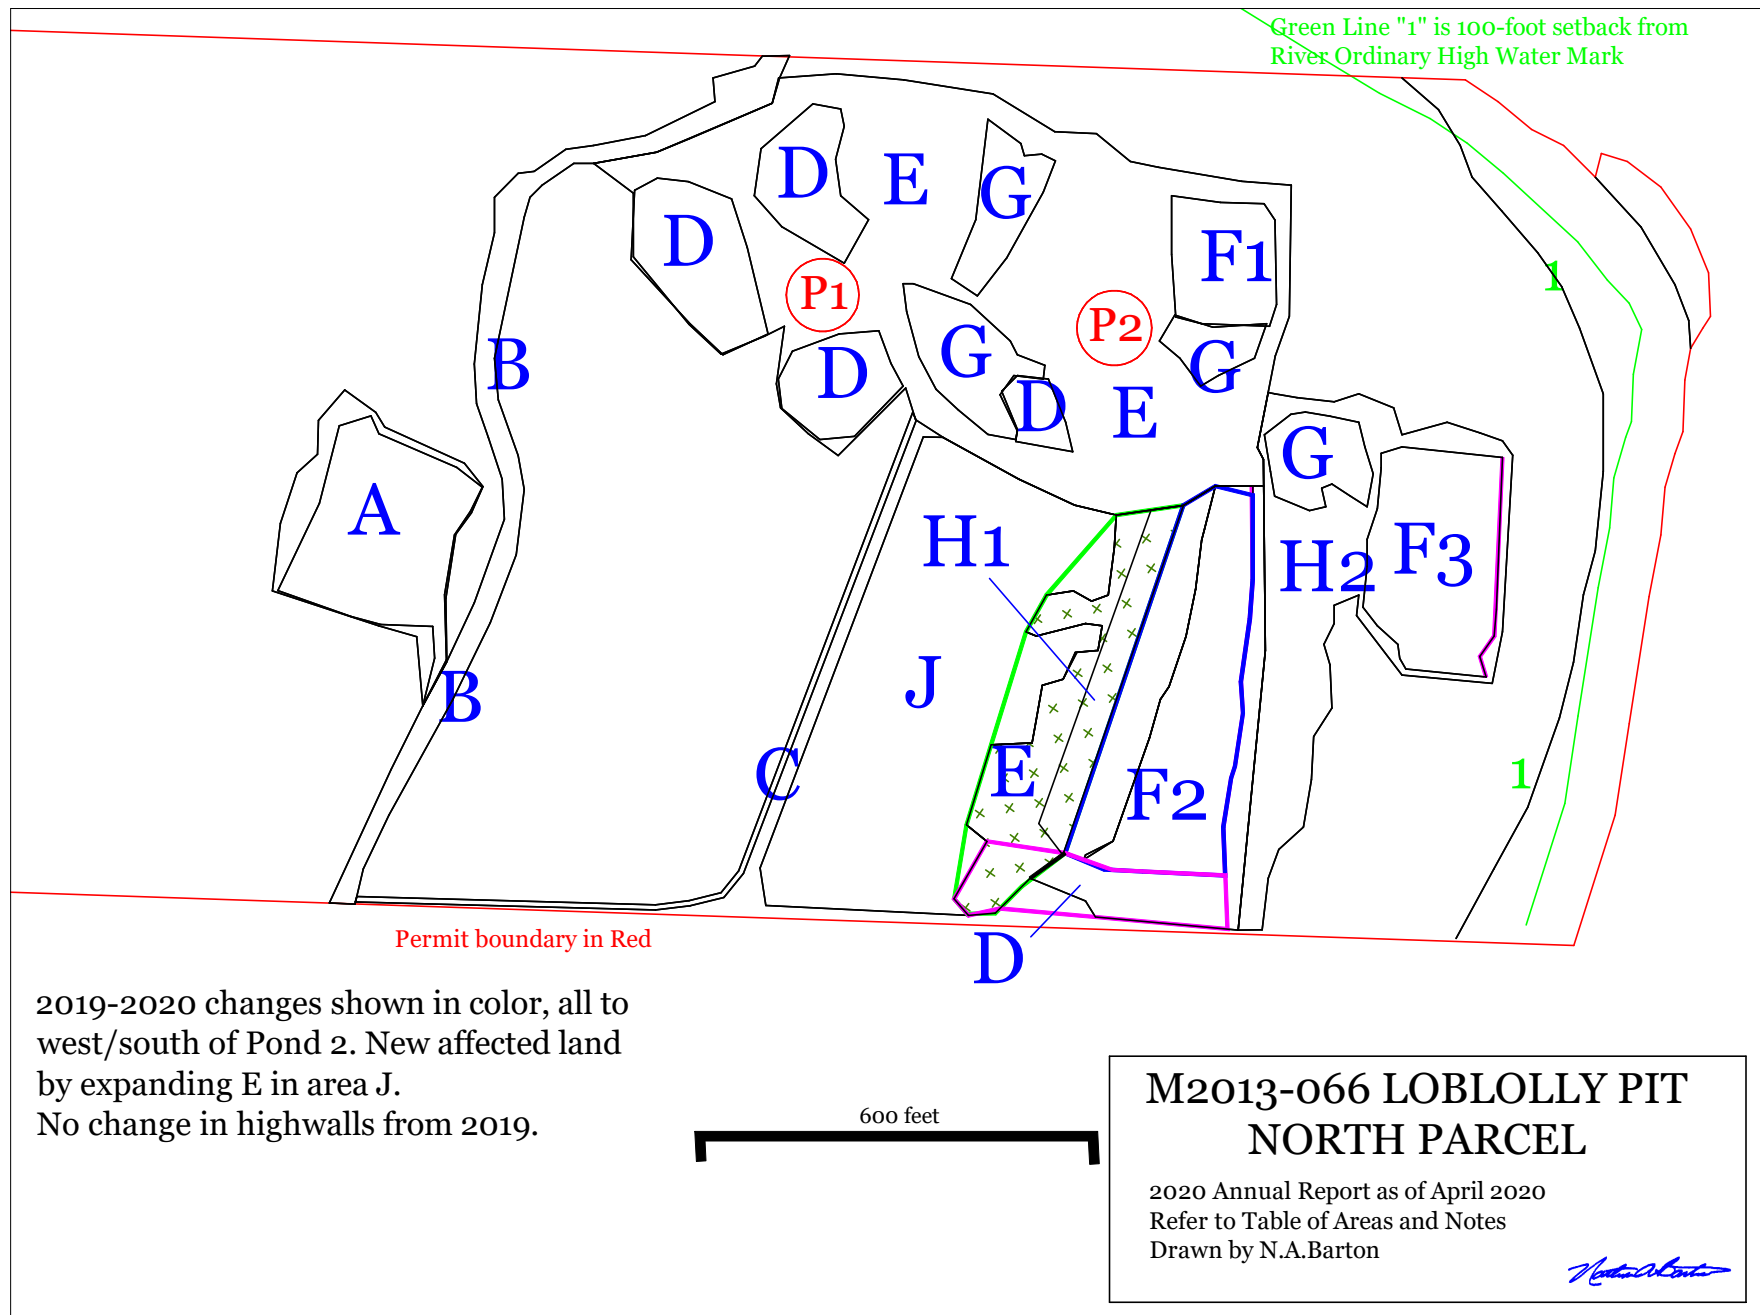 Green Line "1" is 100-foot setback from
River Ordinary High Water Mark
D
E
G
D
F1
1
P1
P2
G
G
B
D
D
E
G
A
H1
H2
F3
J
B
C
E
F2
1
D
Permit boundary in Red
2019-2020 changes shown in color, all to
west/south of Pond 2. New affected land
by expanding E in area J.
No change in highwalls from 2019.
600 feet
M2013-066 LOBLOLLY PIT
NORTH PARCEL
2020 Annual Report as of April 2020
Refer to Table of Areas and Notes
Drawn by N.A.Barton